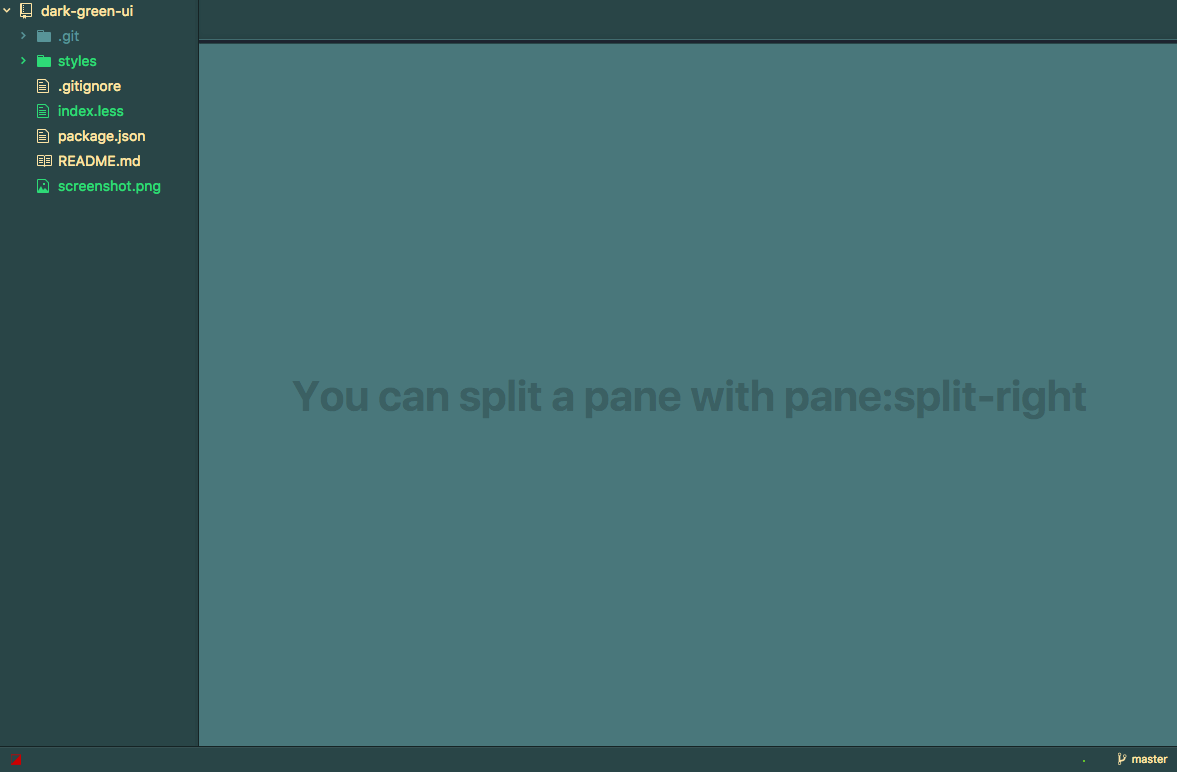 dark-green-ui
.git
styles
.gitignore
index.less
package.json
README.md
screenshot.png
You can split a pane with pane:split-right
master